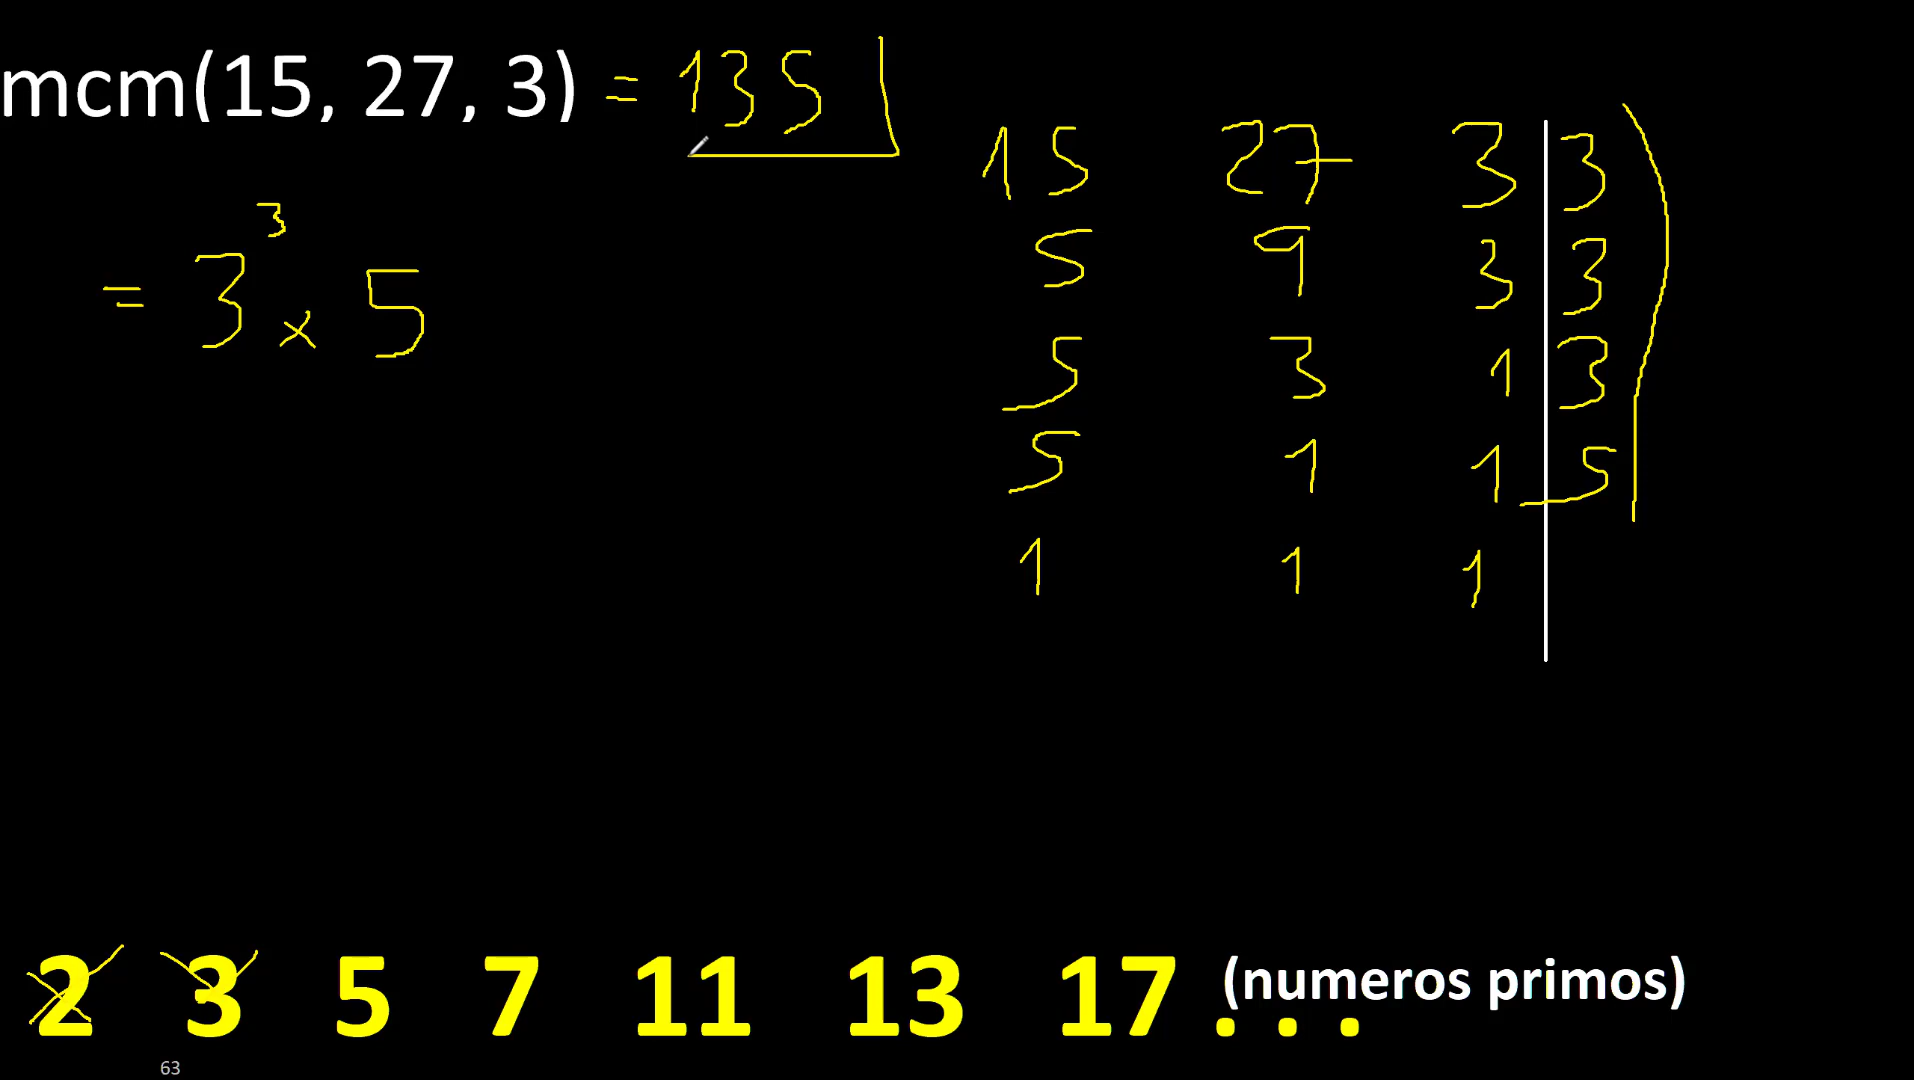 mcm(15, 27, 3) = 135
= 3³ x 5
15 27 3 3
5 9 3 3
5 3 1 3
5 1 1 5
1 1 1
2 3 5 7 11 13 17 . . . (numeros primos)
63